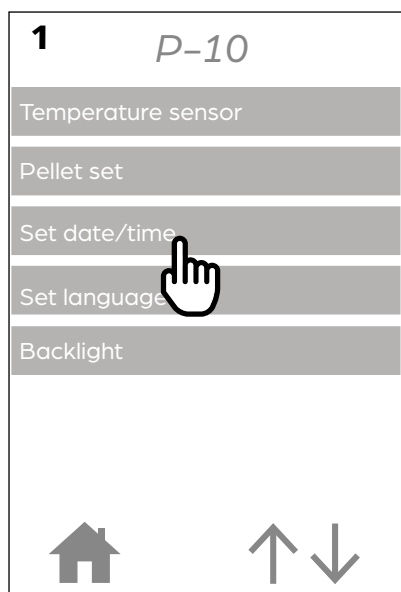 1
P-10
Temperature sensor
Pellet set
Set date/time
Set language
Backlight